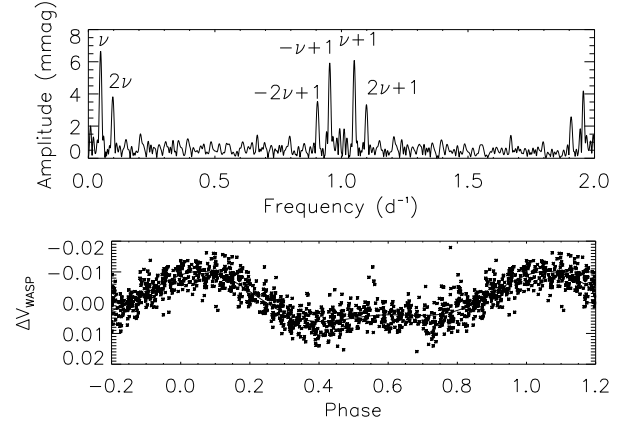 Amplitude (mmag)
8
6
4
2
0
ν
2ν
−ν+1
ν+1
−2ν+1
2ν+1
0.0 0.5 1.0 1.5 2.0
Frequency (d⁻¹)
ΔV_WASP
−0.02
−0.01
0.00
0.01
0.02
−0.2 0.0 0.2 0.4 0.6 0.8 1.0 1.2
Phase